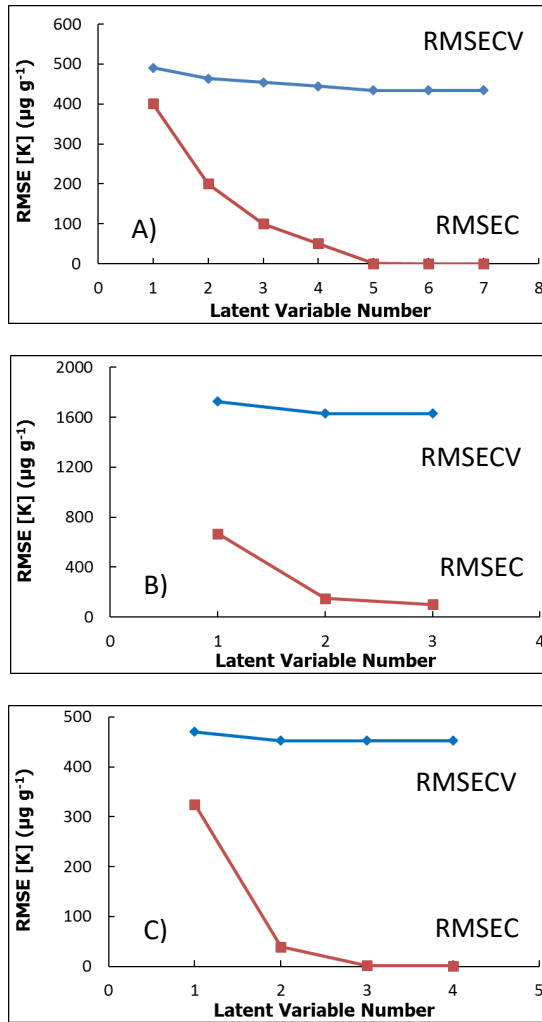 600
500
400
300
200
100
0
RMSE [K] (µg g⁻¹)
RMSECV
RMSEC
A)
0 1 2 3 4 5 6 7 8
Latent Variable Number
2000
1600
1200
800
400
0
RMSE [K] (µg g⁻¹)
RMSECV
RMSEC
B)
0 1 2 3 4
Latent Variable Number
500
400
300
200
100
0
RMSE [K] (µg g⁻¹)
RMSECV
RMSEC
C)
0 1 2 3 4 5
Latent Variable Number